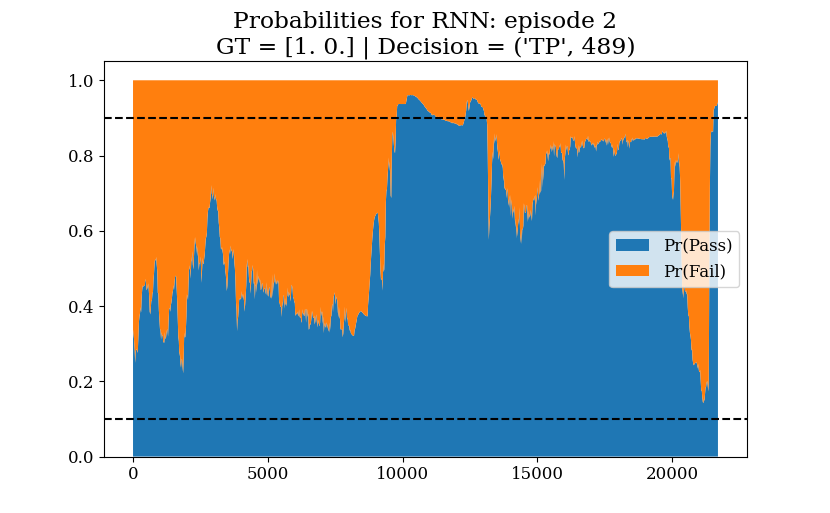 Probabilities for RNN: episode 2
GT = [1. 0.] | Decision = ('TP', 489)
1.0
0.8
0.6
0.4
0.2
0.0
Pr(Pass)
Pr(Fail)
0 5000 10000 15000 20000